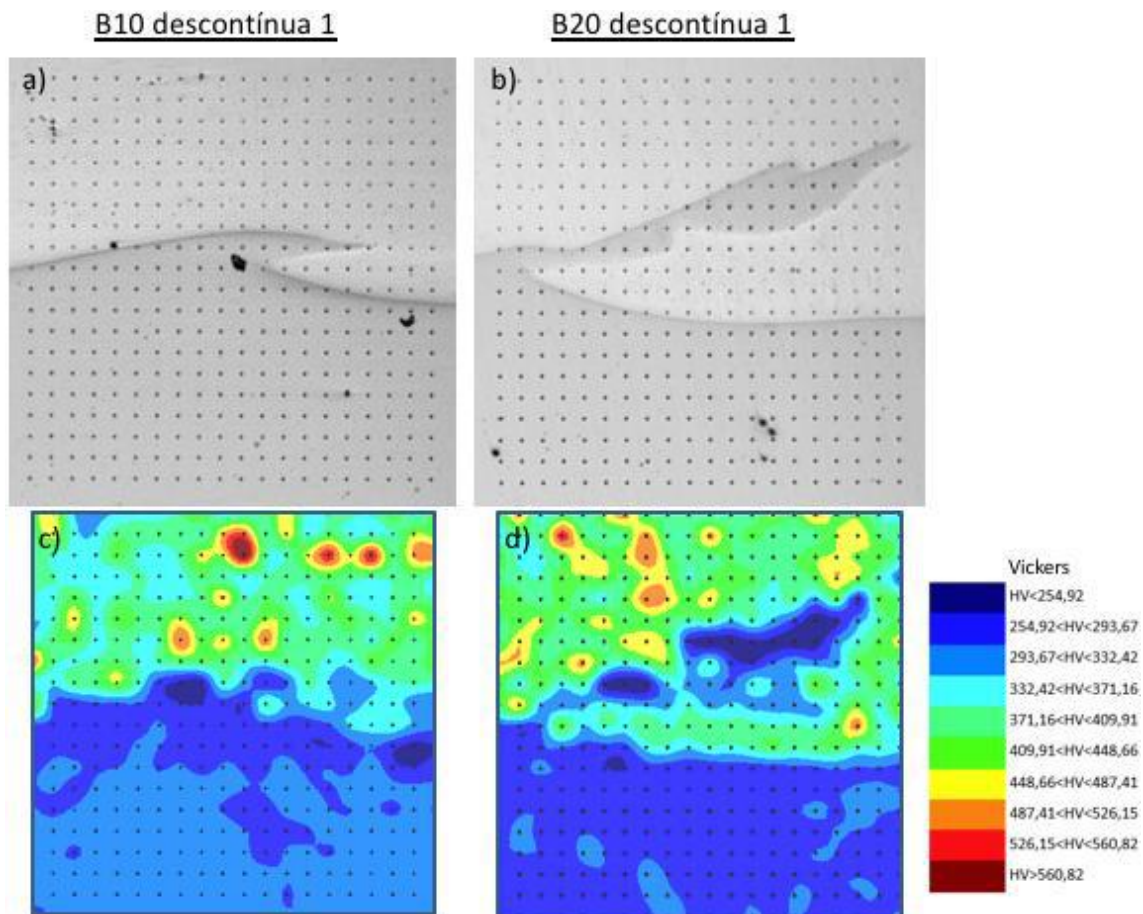 B10 descontínua 1
B20 descontínua 1
a)
b)
c)
d)
Vickers
HV<254,92
254,92<HV<293,67
293,67<HV<332,42
332,42<HV<371,16
371,16<HV<409,91
409,91<HV<448,66
448,66<HV<487,41
487,41<HV<526,15
526,15<HV<560,82
HV>560,82